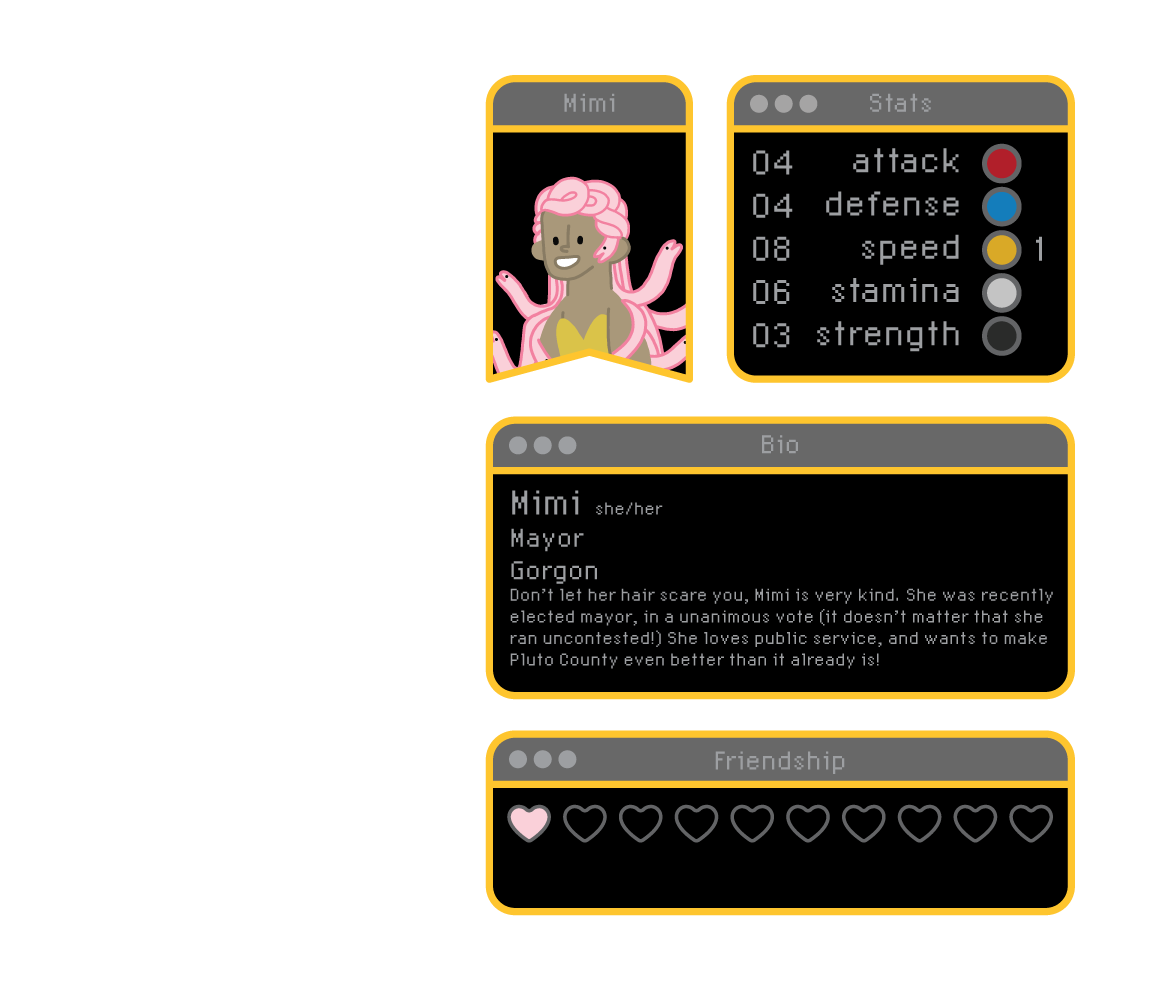 Mimi
Stats
04 attack
04 defense
08 speed 1
06 stamina
03 strength
Bio
Mimi she/her
Mayor
Gorgon
Don't let her hair scare you, Mimi is very kind. She was recently
elected mayor, in a unanimous vote (it doesn't matter that she
ran uncontested!) She loves public service, and wants to make
Pluto County even better than it already is!
Friendship